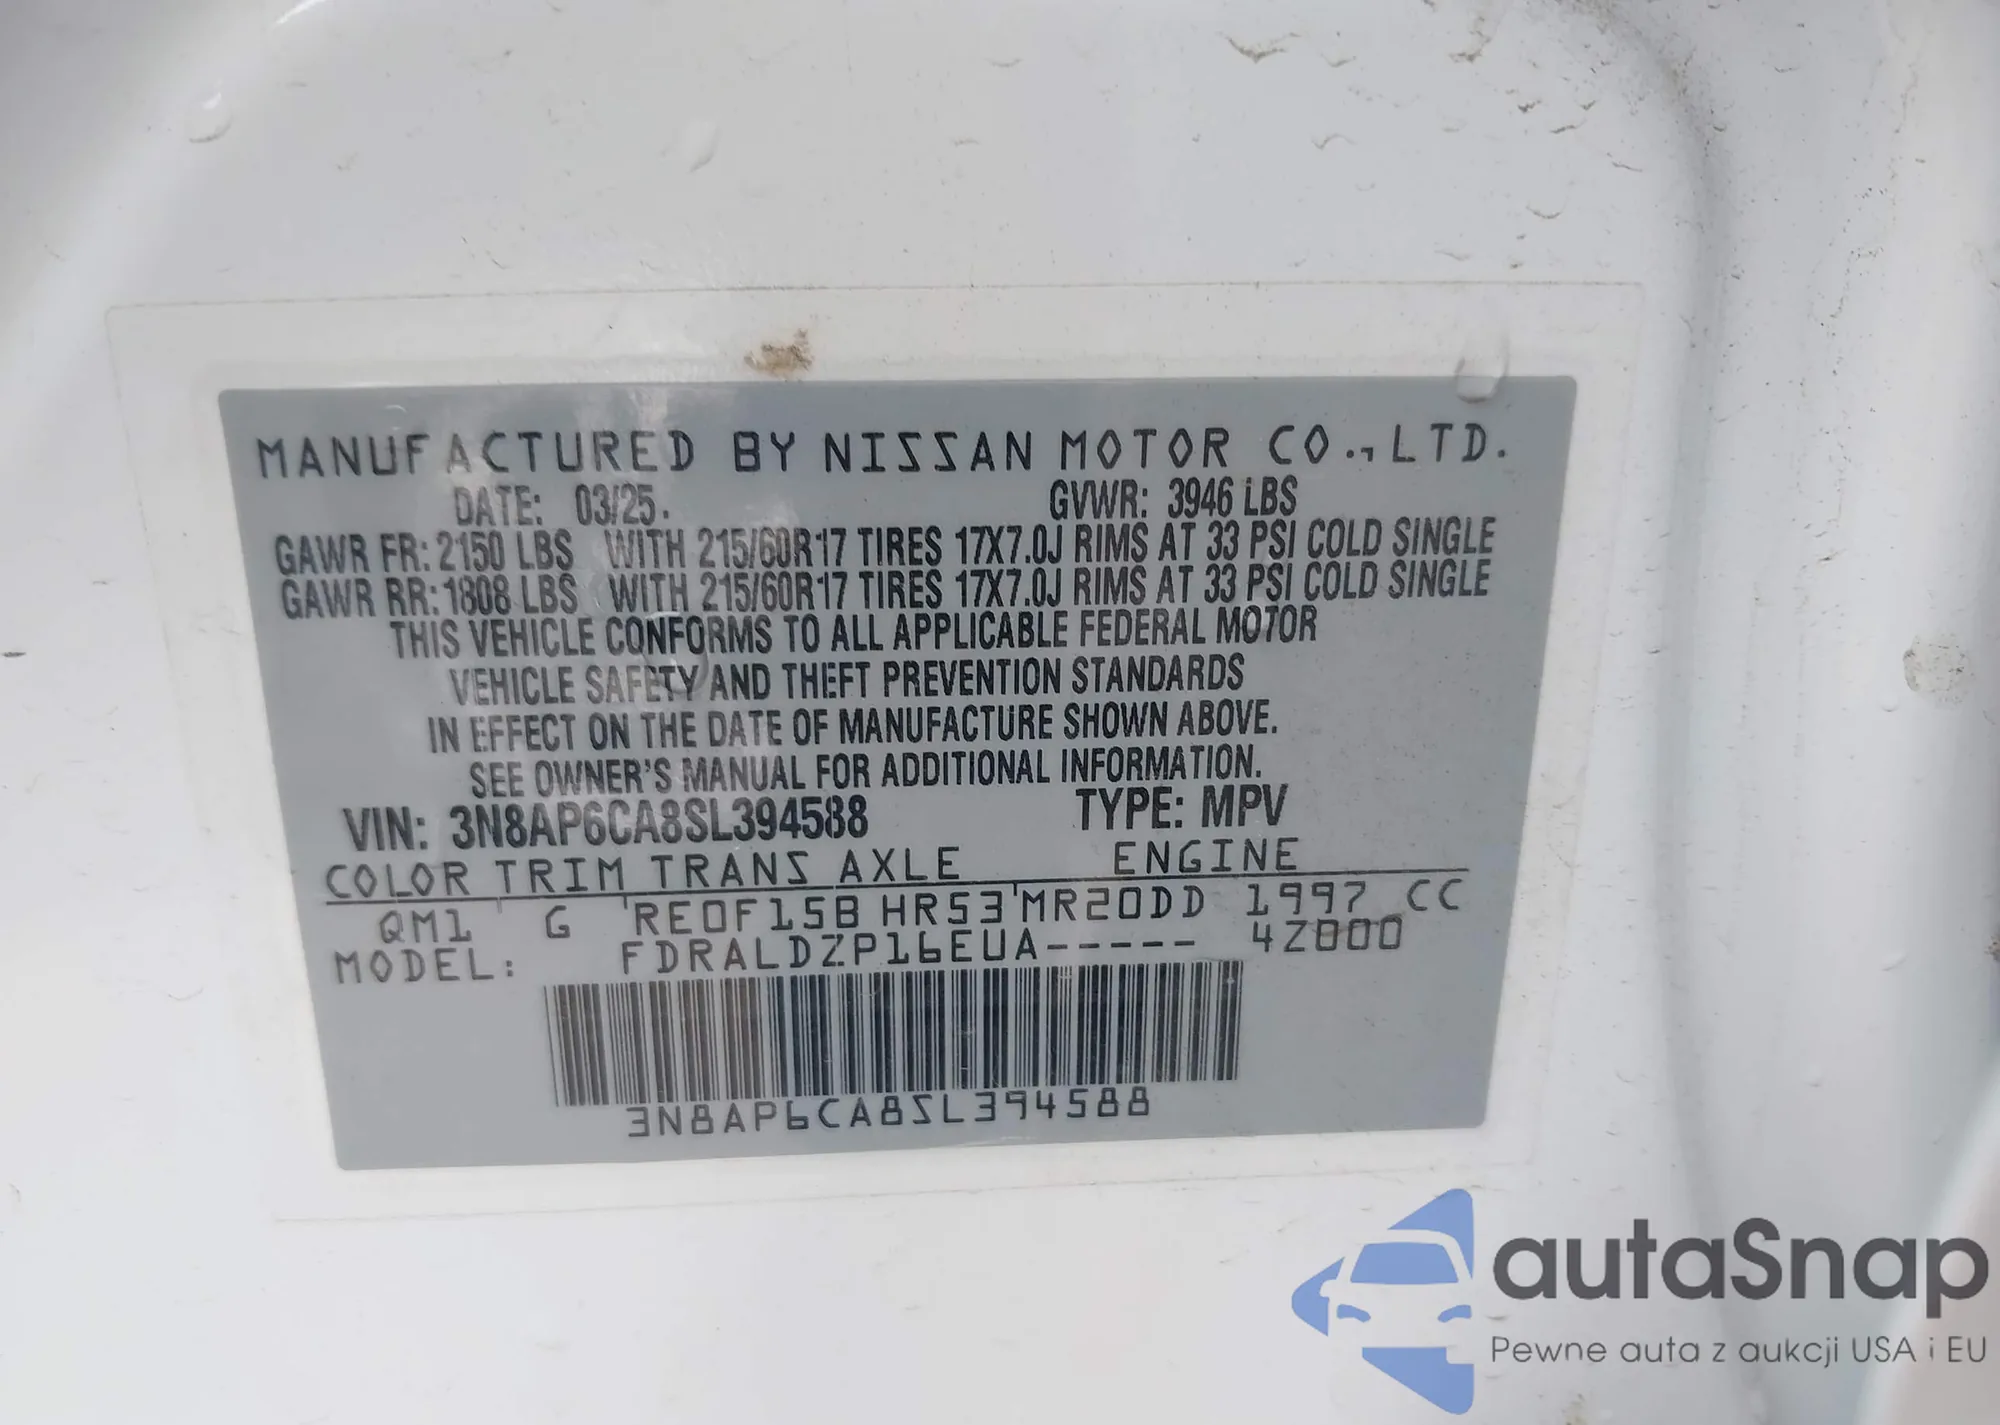 MANUFACTURED BY NISSAN MOTOR CO., LTD.
DATE: 03/25. GVWR: 3946 LBS
GAWR FR: 2150 LBS WITH 215/60R17 TIRES 17X7.0J RIMS AT 33 PSI COLD SINGLE
GAWR RR: 1808 LBS WITH 215/60R17 TIRES 17X7.0J RIMS AT 33 PSI COLD SINGLE
THIS VEHICLE CONFORMS TO ALL APPLICABLE FEDERAL MOTOR
VEHICLE SAFETY AND THEFT PREVENTION STANDARDS
IN EFFECT ON THE DATE OF MANUFACTURE SHOWN ABOVE.
SEE OWNER'S MANUAL FOR ADDITIONAL INFORMATION.
VIN: 3N8AP6CA8SL394588 TYPE: MPV
COLOR TRIM TRANS AXLE ENGINE
QM1 G RE0F15B HR53 MR20DD 1997 CC
MODEL: FDRALDZP16EUA----- 4Z000
3N8AP6CA8SL394588
autaSnap
Pewne auta z aukcji USA i EU